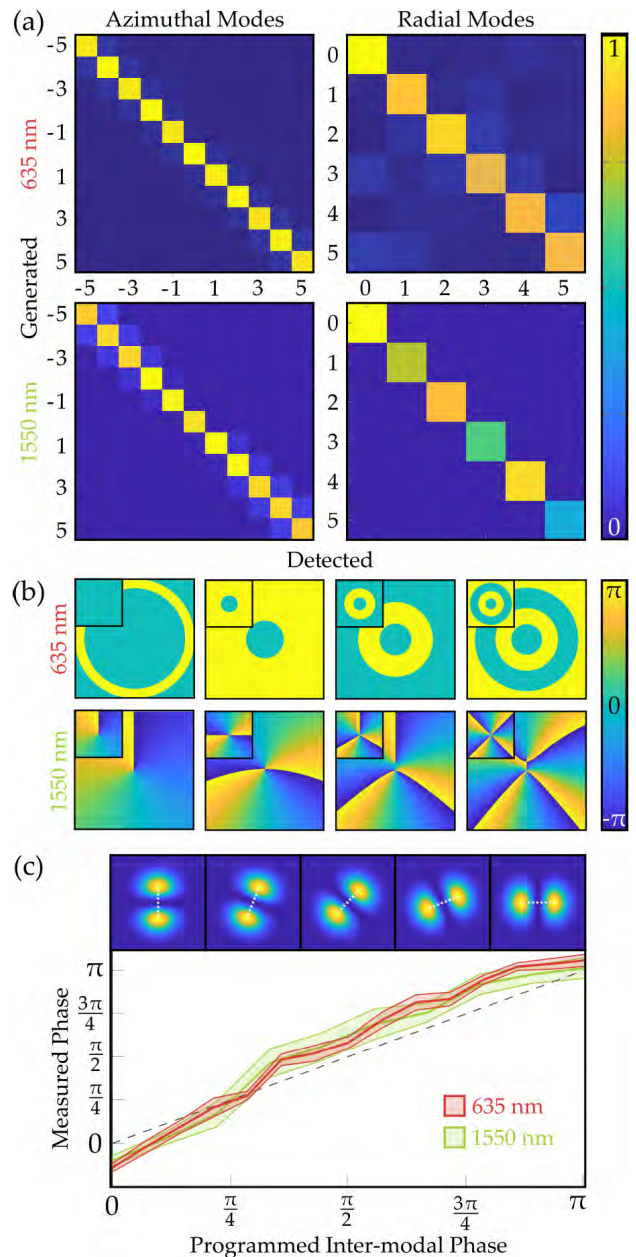 (a)
Azimuthal Modes
Radial Modes
-5
-3
-1
1
3
5
0
1
2
3
4
5
1
0
635 nm
Generated
-5 -3 -1 1 3 5
0 1 2 3 4 5
-5
-3
-1
1
3
5
0
1
2
3
4
5
1550 nm
Detected
(b)
635 nm
1550 nm
π
0
-π
(c)
π
3π/4
π/2
π/4
0
Measured Phase
635 nm
1550 nm
0 π/4 π/2 3π/4 π
Programmed Inter-modal Phase